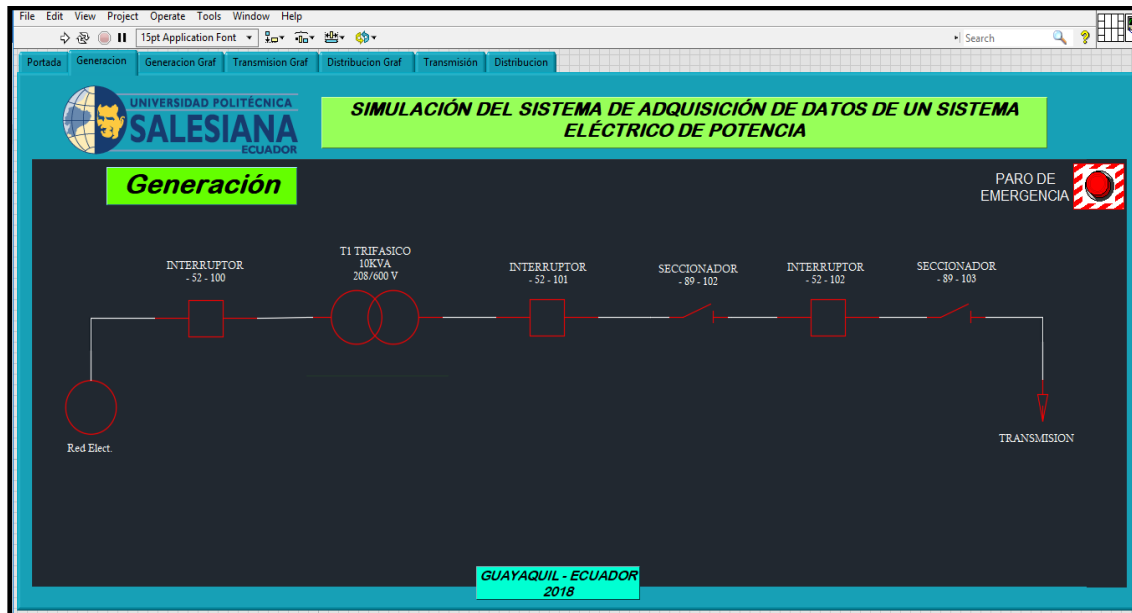 File Edit View Project Operate Tools Window Help
15pt Application Font
Search
Portada Generacion Generacion Graf Transmision Graf Distribucion Graf Transmisión Distribucion
UNIVERSIDAD POLITÉCNICA
SALESIANA
ECUADOR
SIMULACIÓN DEL SISTEMA DE ADQUISICIÓN DE DATOS DE UN SISTEMA
ELÉCTRICO DE POTENCIA
Generación
PARO DE
EMERGENCIA
INTERRUPTOR
- 52 - 100
T1 TRIFASICO
10KVA
208/600 V
INTERRUPTOR
- 52 - 101
SECCIONADOR
- 89 - 102
INTERRUPTOR
- 52 - 102
SECCIONADOR
- 89 - 103
Red Elect.
TRANSMISION
GUAYAQUIL - ECUADOR
2018